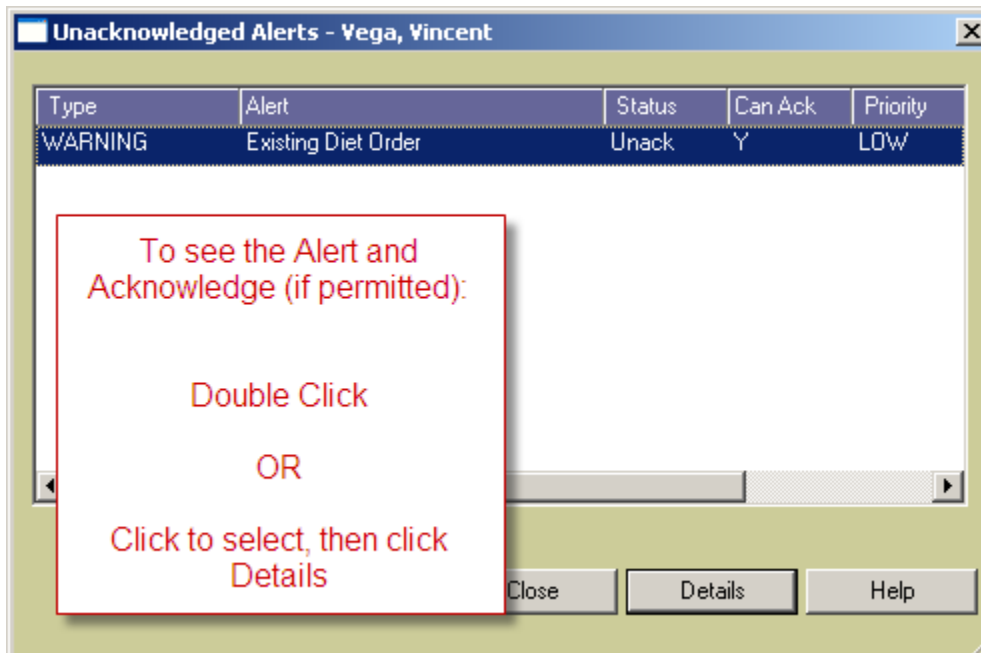 Unacknowledged Alerts - Vega, Vincent
Type Alert Status Can Ack Priority
WARNING Existing Diet Order Unack Y LOW
To see the Alert and
Acknowledge (if permitted):
Double Click
OR
Click to select, then click
Details
Close Details Help